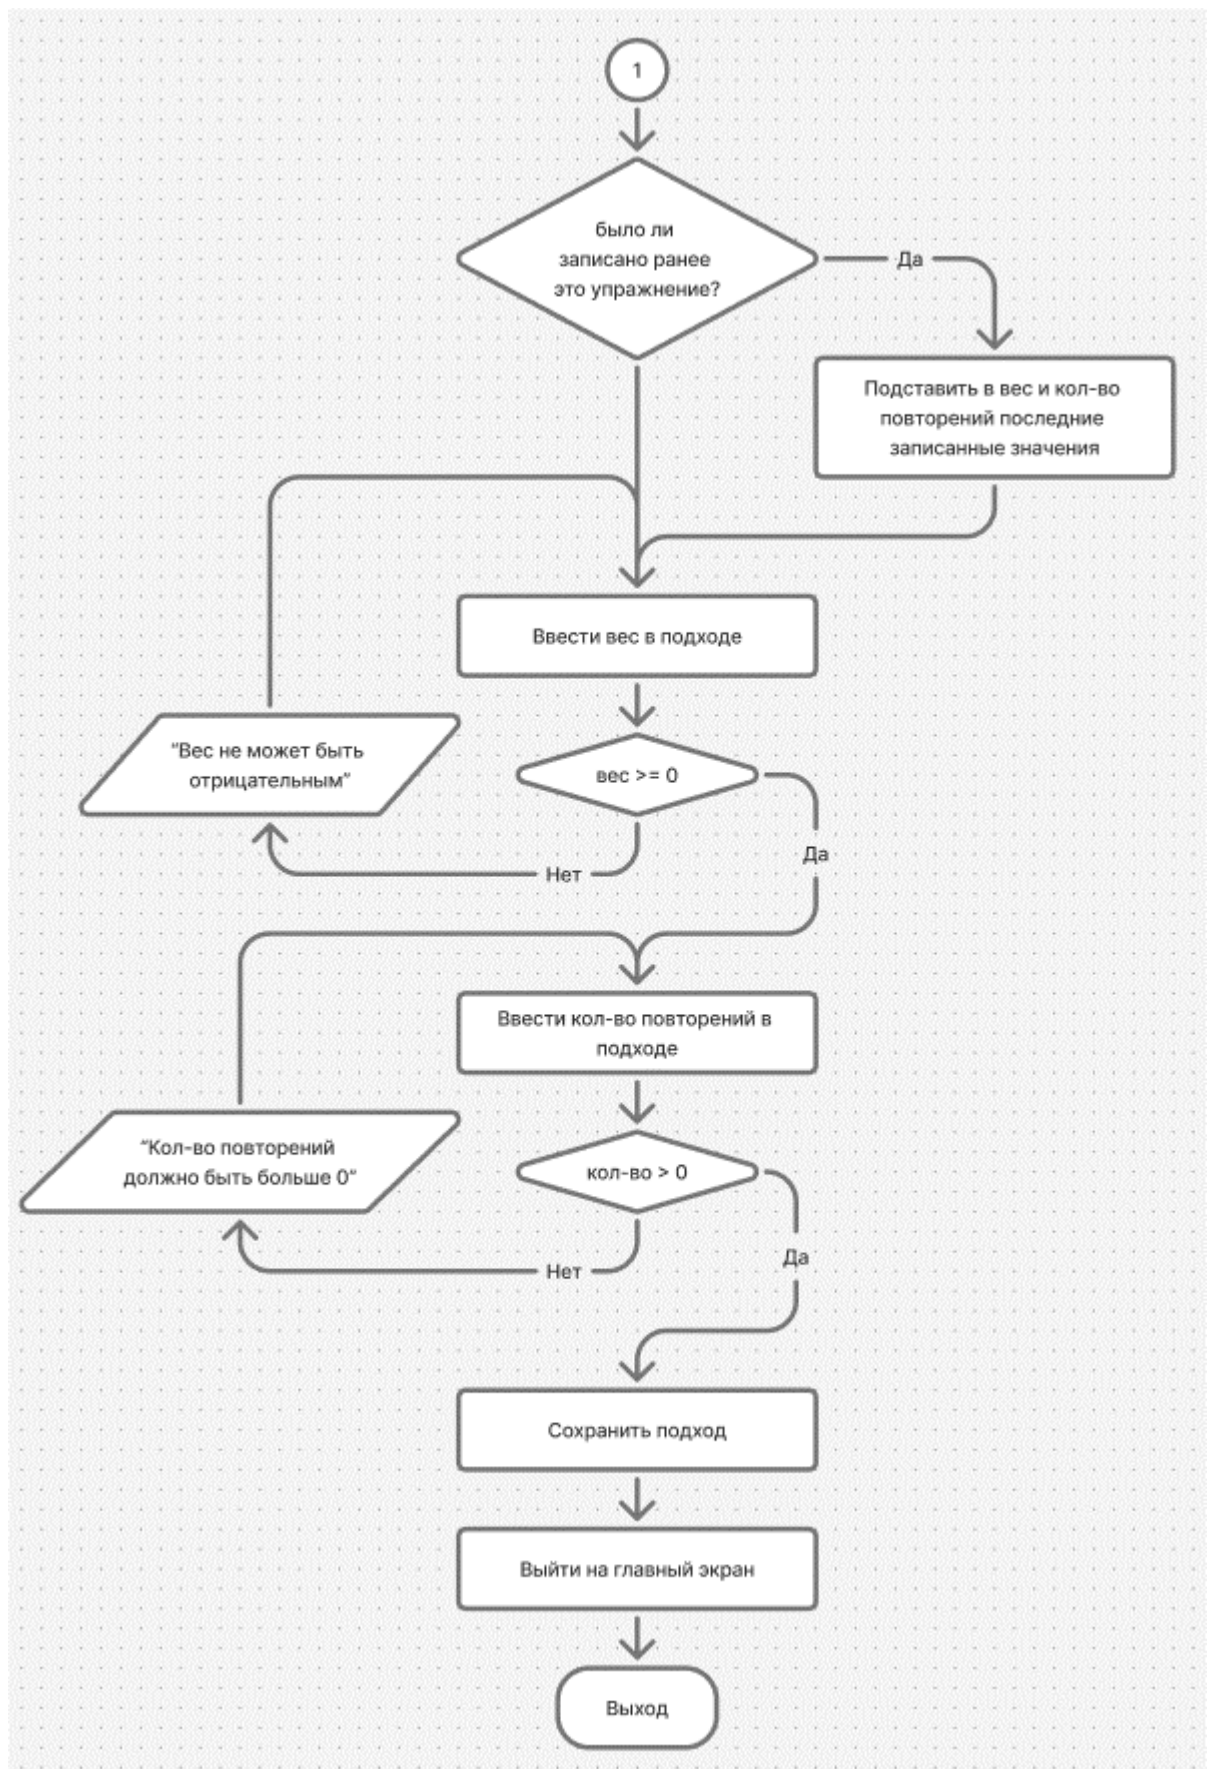 1
было ли
записано ранее
это упражнение?
Да
Подставить в вес и кол-во
повторений последние
записанные значения
Ввести вес в подходе
“Вес не может быть
отрицательным”
вес >= 0
Да
Нет
Ввести кол-во повторений в
подходе
“Кол-во повторений
должно быть больше 0”
кол-во > 0
Да
Нет
Сохранить подход
Выйти на главный экран
Выход